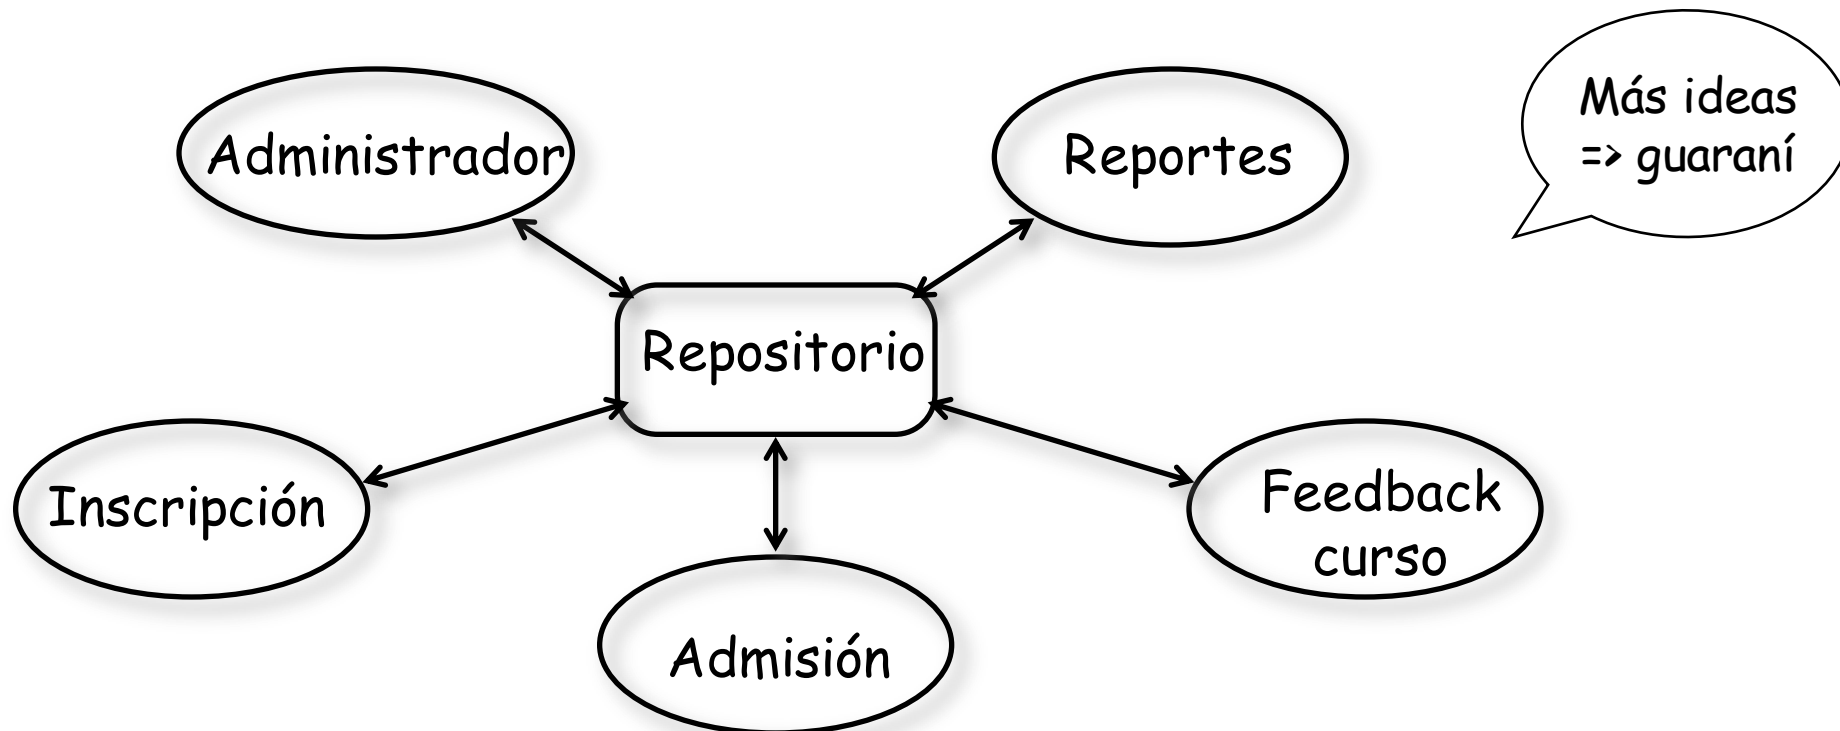 Más ideas
=> guaraní
Administrador
Reportes
Repositorio
Inscripción
Feedback
curso
Admisión